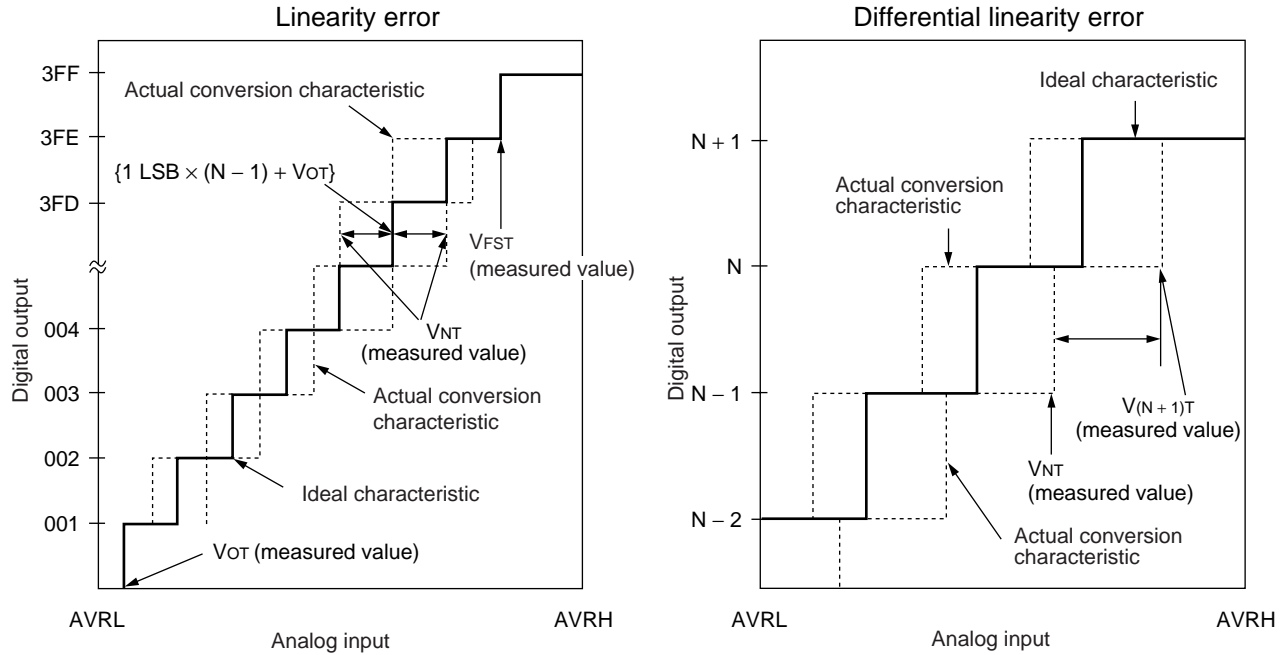 Linearity error
3FF
Actual conversion characteristic
3FE
{1 LSB × (N − 1) + VOT}
3FD
VFST
(measured value)
Digital output
004
VNT
(measured value)
003
Actual conversion
characteristic
002
Ideal characteristic
001
VOT (measured value)
AVRL
AVRH
Analog input
Differential linearity error
Ideal characteristic
N + 1
Actual conversion
characteristic
N
Digital output
N − 1
V(N + 1)T
(measured value)
VNT
(measured value)
N − 2
Actual conversion
characteristic
AVRL
AVRH
Analog input